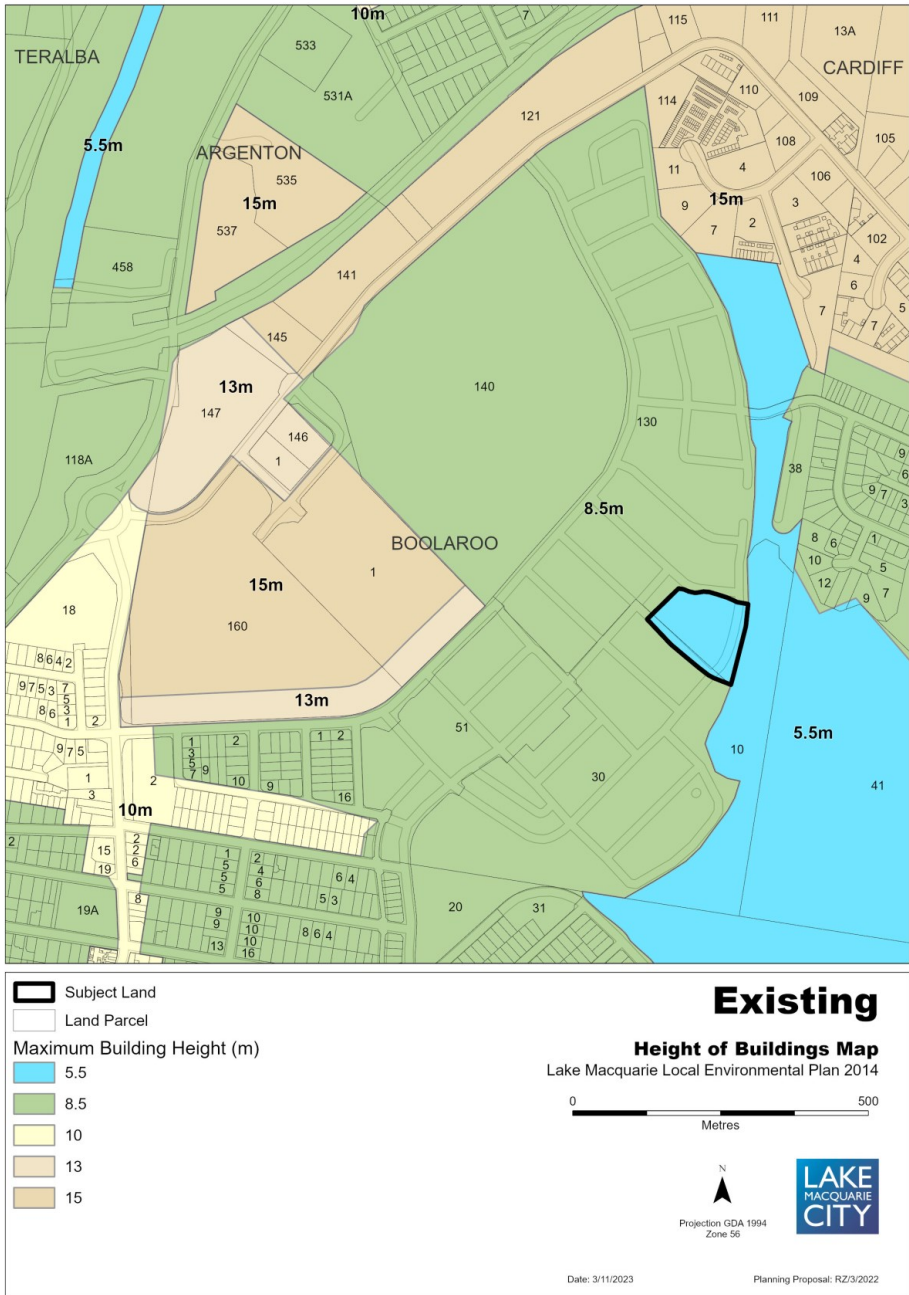 10m
7
115
111
13A
TERALBA
533
CARDIFF
531A
121
114
110
109
5.5m
108
105
ARGENTON
535
15m
537
11
4
106
15m
9
7
2
3
102
4
6
5
7
7
458
141
145
13m
147
140
146
1
130
38
9
6
9 7
3
118A
8.5m
8 6
1
10
5
12
7
9
BOOLAROO
1
15m
160
18
8 6 4 2
9 7 5 3 7
5
8 6 3
1 2
13m
51
10
5.5m
41
30
9 7 5
1
3
2
1
3
5
7 9
2
10
9
1 2
16
10m
2
15
19
2
2
6
8
19A
1
5
5
5
2
4
6
8
6 4
5 3
9
9
13
10
10
10
16
8 6 4
20
31
Subject Land
Land Parcel
Maximum Building Height (m)
5.5
8.5
10
13
15
Existing
Height of Buildings Map
Lake Macquarie Local Environmental Plan 2014
0 500
Metres
N
Projection GDA 1994
Zone 56
LAKE
MACQUARIE
CITY
Date: 3/11/2023
Planning Proposal: RZ/3/2022